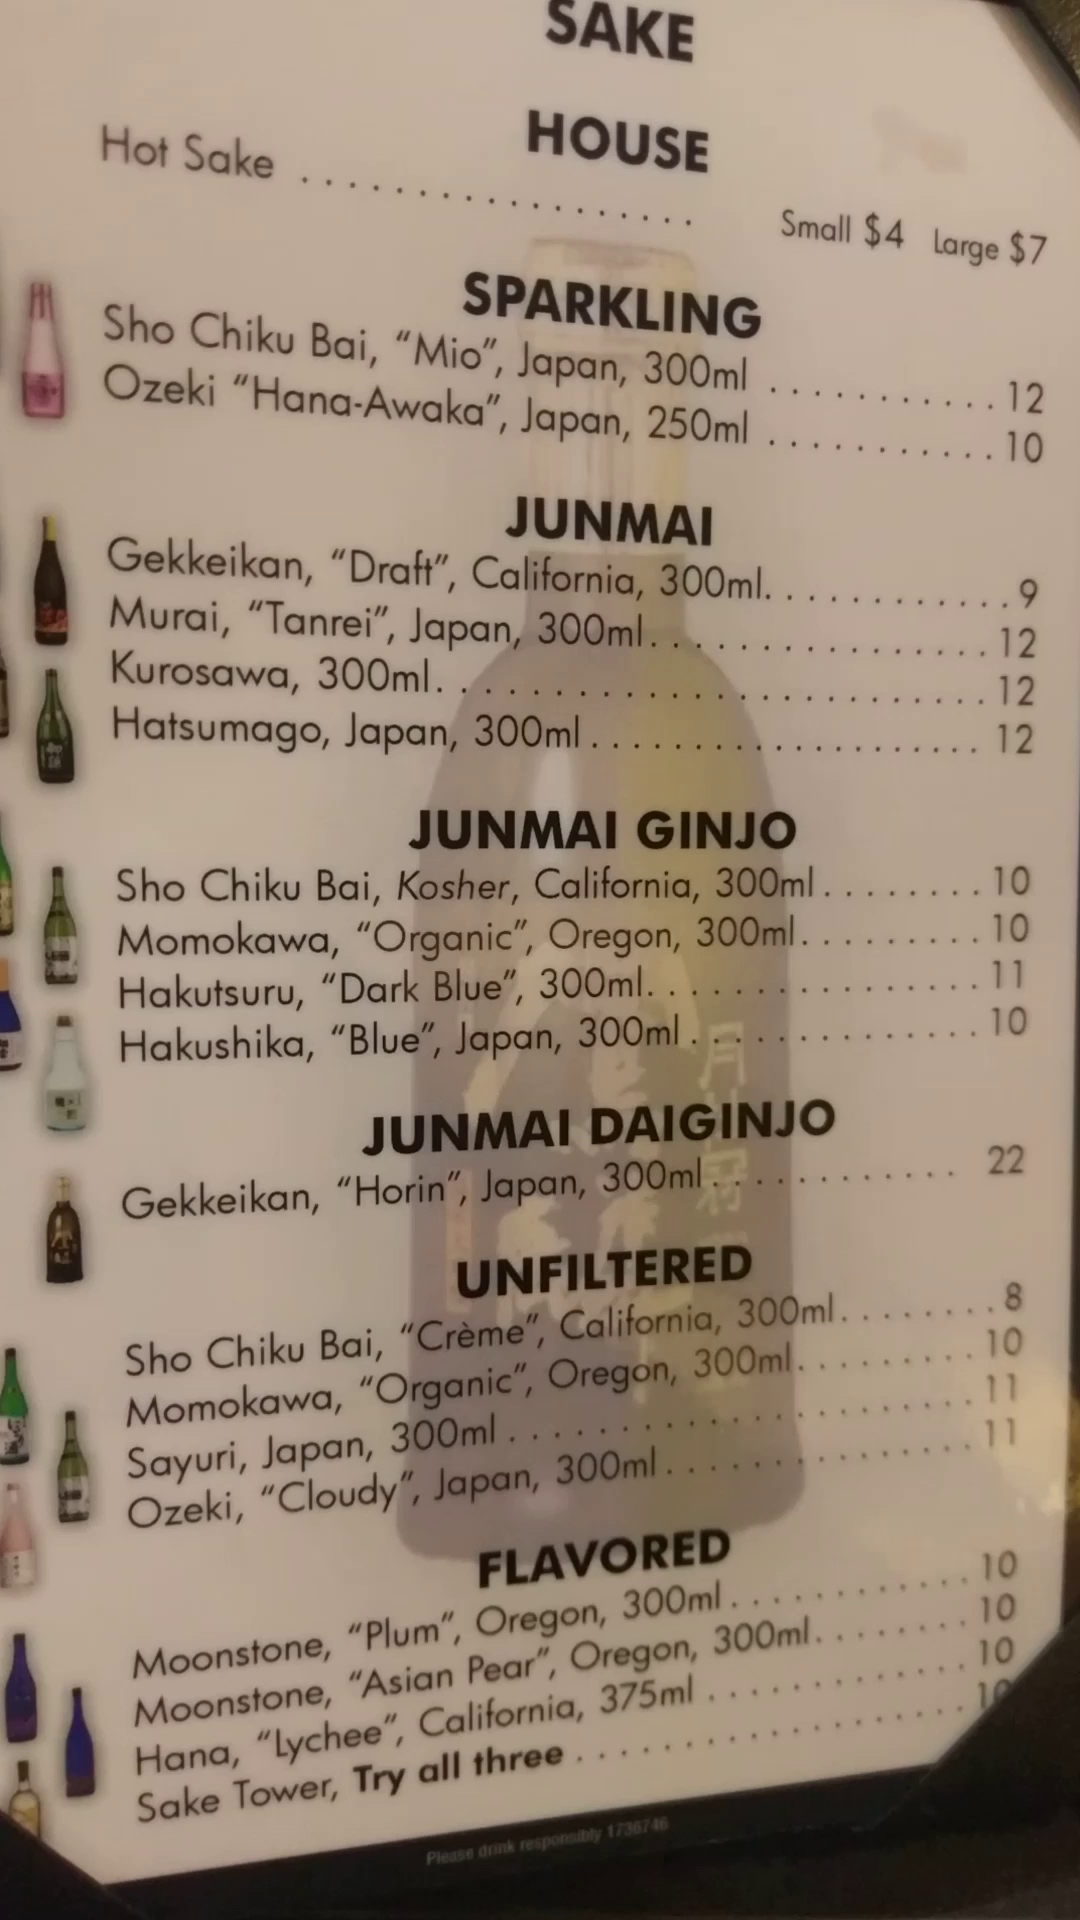 SAKE
HOUSE
Hot Sake .................. Small $4 Large $7
SPARKLING
Sho Chiku Bai, “Mio”, Japan, 300ml ........... 12
Ozeki “Hana-Awaka”, Japan, 250ml ........... 10
JUNMAI
Gekkeikan, “Draft”, California, 300ml............ 9
Murai, “Tanrei”, Japan, 300ml................ 12
Kurosawa, 300ml........................ 12
Hatsumago, Japan, 300ml ................... 12
JUNMAI GINJO
Sho Chiku Bai, Kosher, California, 300ml ........ 10
Momokawa, “Organic”, Oregon, 300ml......... 10
Hakutsuru, “Dark Blue”, 300ml............... 11
Hakushika, “Blue”, Japan, 300ml ............. 10
JUNMAI DAIGINJO
Gekkeikan, “Horin”, Japan, 300ml............ 22
UNFILTERED
Sho Chiku Bai, “Crème”, California, 300ml........ 8
Momokawa, “Organic”, Oregon, 300ml......... 10
Sayuri, Japan, 300ml .................... 11
Ozeki, “Cloudy”, Japan, 300ml .............. 11
FLAVORED
Moonstone, “Plum”, Oregon, 300ml ............ 10
Moonstone, “Asian Pear”, Oregon, 300ml........ 10
Hana, “Lychee”, California, 375ml ............ 10
Sake Tower, Try all three .................. 10
Please drink responsibly 1736746